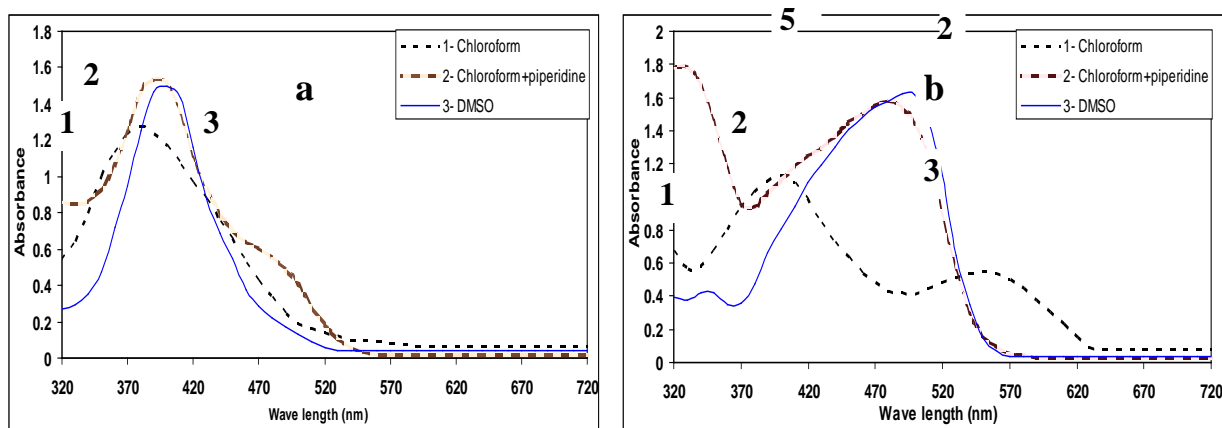 1.8
1.6
1.4
1.2
1
0.8
0.6
0.4
0.2
0
Absorbance
320 370 420 470 520 570 620 670 720
Wave length (nm)
1- Chloroform
2- Chloroform+piperidine
3- DMSO
1
2
3
a
2
1.8
1.6
1.4
1.2
1
0.8
0.6
0.4
0.2
0
Absorbance
320 370 420 470 520 570 620 670 720
Wave length (nm)
1- Chloroform
2- Chloroform+piperidine
3- DMSO
5
2
b
2
1
3